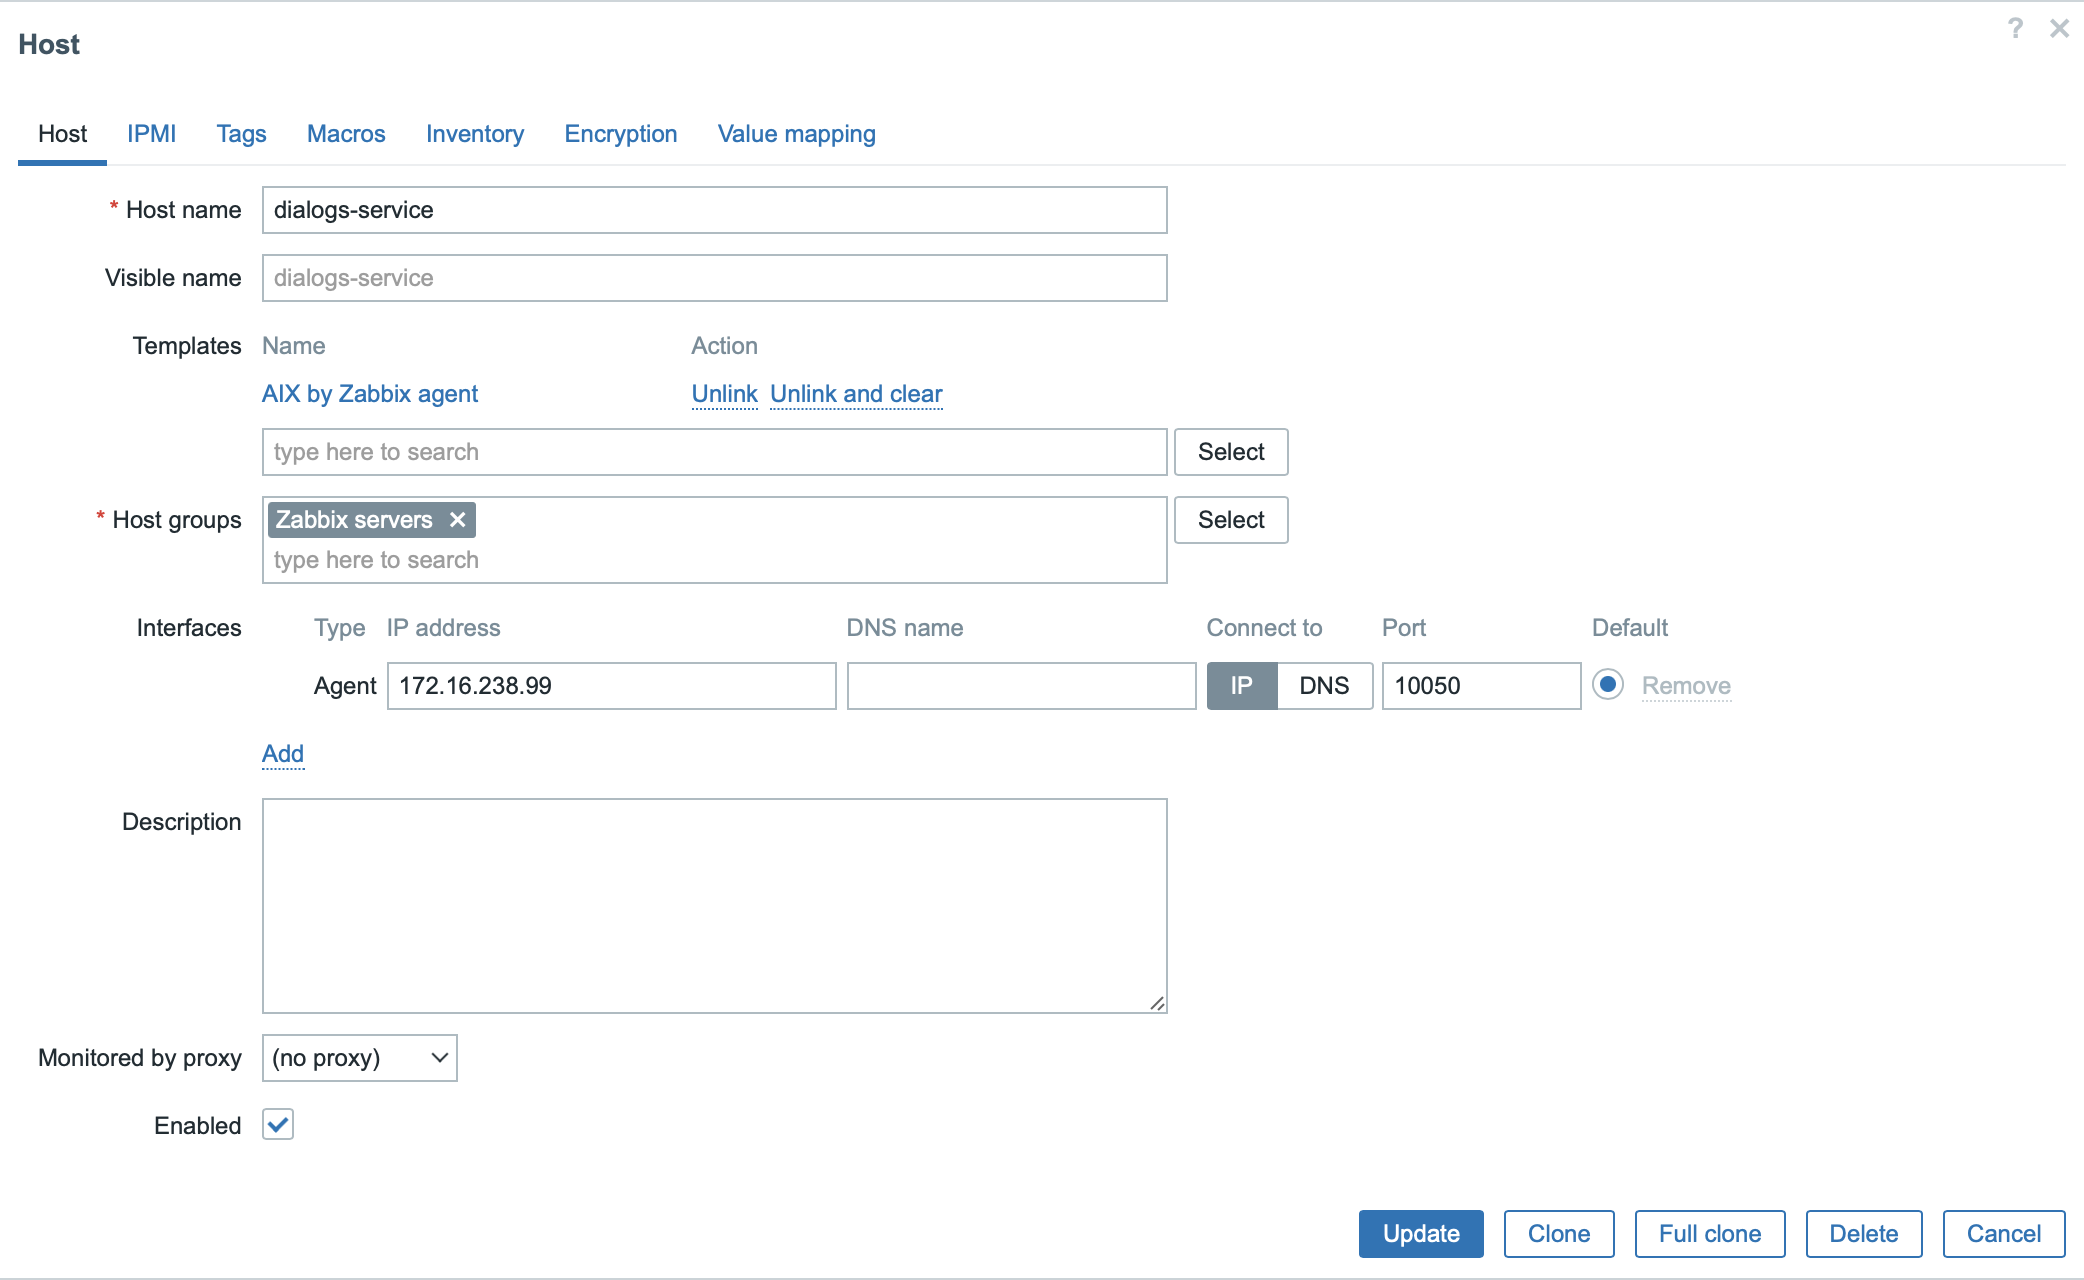 ? ×
Host
Host IPMI Tags Macros Inventory Encryption Value mapping
* Host name dialogs-service
Visible name dialogs-service
Templates Name Action
AIX by Zabbix agent Unlink Unlink and clear
type here to search Select
* Host groups Zabbix servers × Select
type here to search
Interfaces Type IP address DNS name Connect to Port Default
Agent 172.16.238.99 IP DNS 10050 Remove
Add
Description
Monitored by proxy (no proxy)
Enabled
Update Clone Full clone Delete Cancel